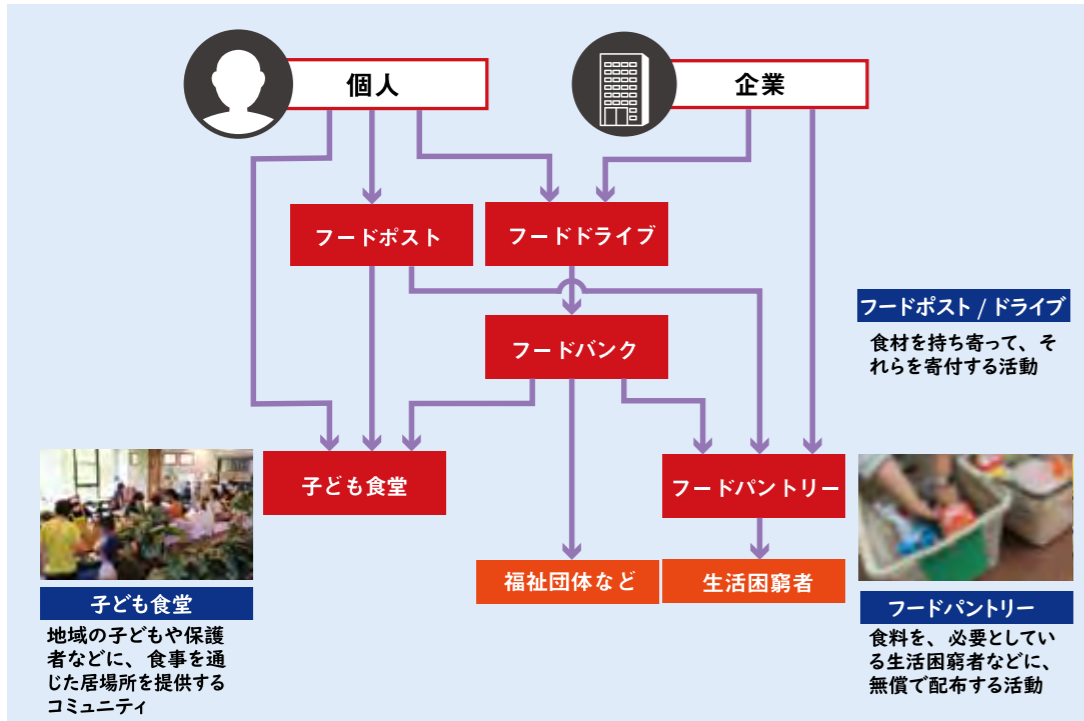 個人
企業
フードポスト
フードドライブ
フードバンク
フードポスト / ドライブ
食材を持ち寄って、そ
れらを寄付する活動
子ども食堂
フードパントリー
福祉団体など
生活困窮者
子ども食堂
地域の子どもや保護
者などに、食事を通
じた居場所を提供する
コミュニティ
フードパントリー
食料を、必要としてい
る生活困窮者などに、
無償で配布する活動